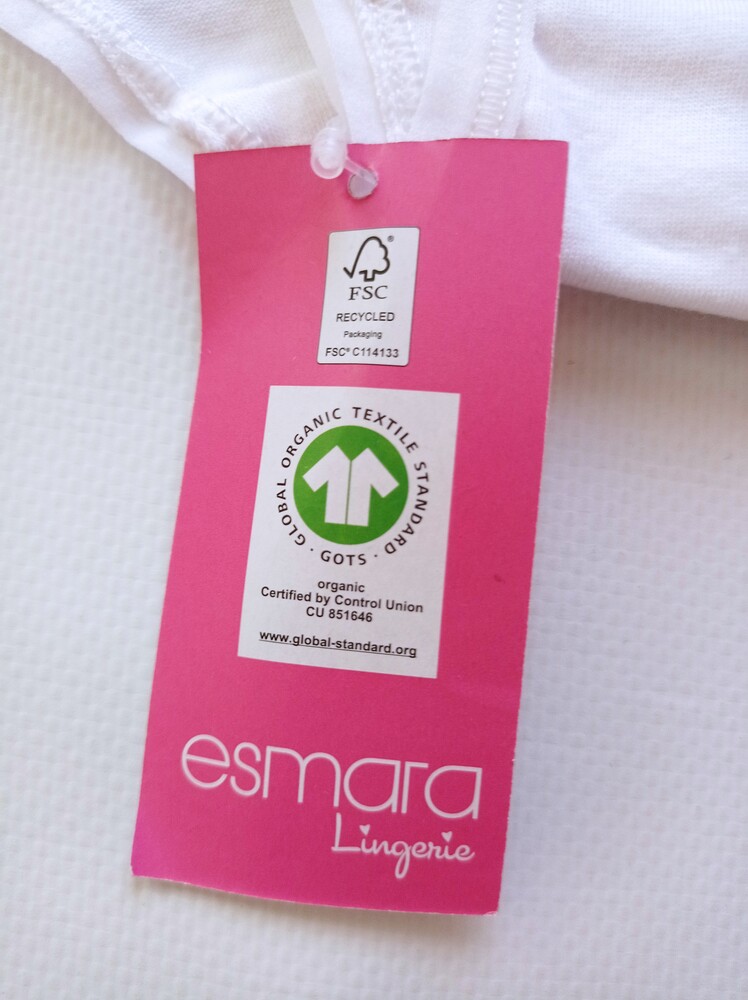 ®
FSC
RECYCLED
Packaging
FSC® C114133
GLOBAL ORGANIC TEXTILE STANDARD · GOTS ·
organic
Certified by Control Union
CU 851646
www.global-standard.org
esmara
Lingerie